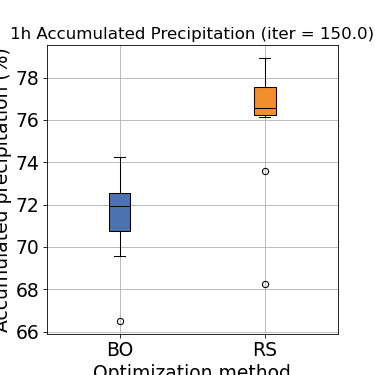 1h Accumulated Precipitation (iter = 150.0)
Accumulated precipitation (%)
78
76
74
72
70
68
66
BO RS
Optimization method